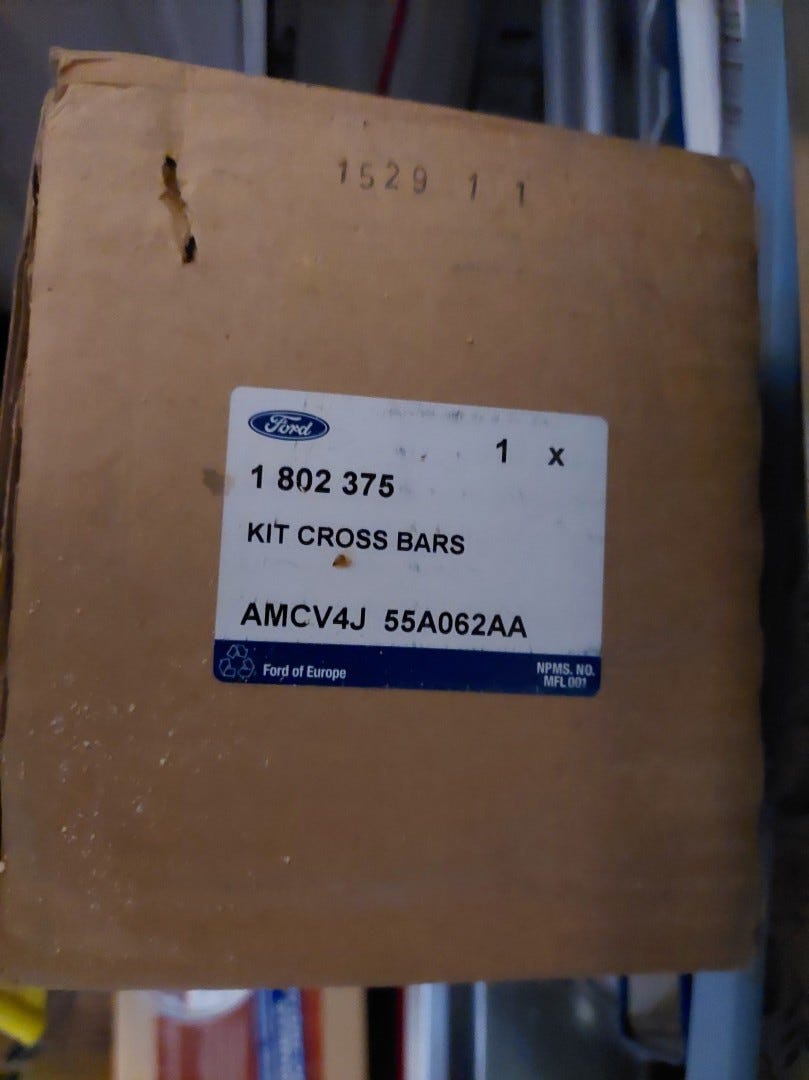 1529 1 1
Ford
1 x
1 802 375
KIT CROSS BARS
AMCV4J 55A062AA
Ford of Europe
NPMS. NO.
MFL 001